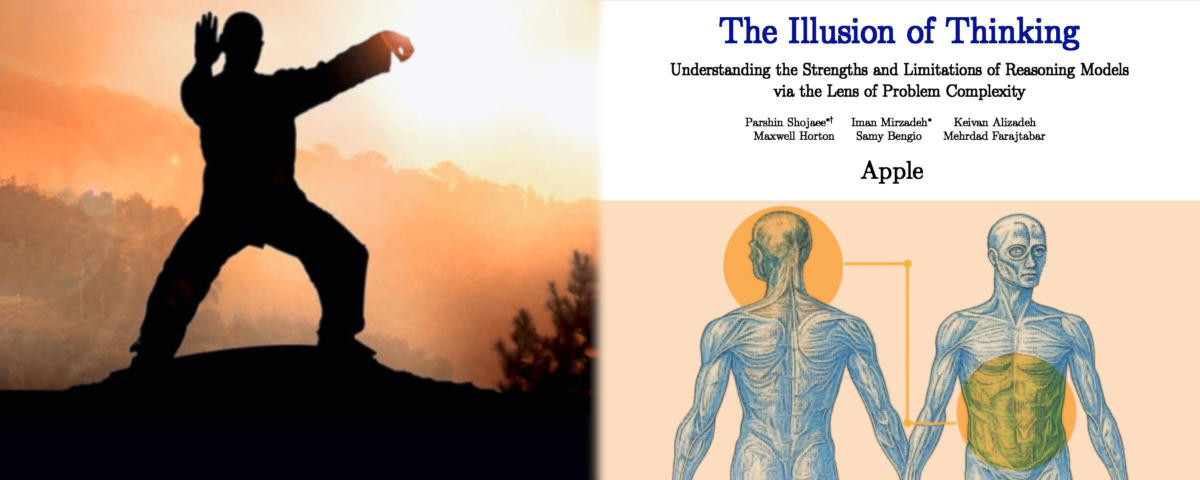 The Illusion of Thinking
Understanding the Strengths and Limitations of Reasoning Models
via the Lens of Problem Complexity
Parshin Shojaee*† Iman Mirzadeh* Keivan Alizadeh
Maxwell Horton Samy Bengio Mehrdad Farajtabar
Apple